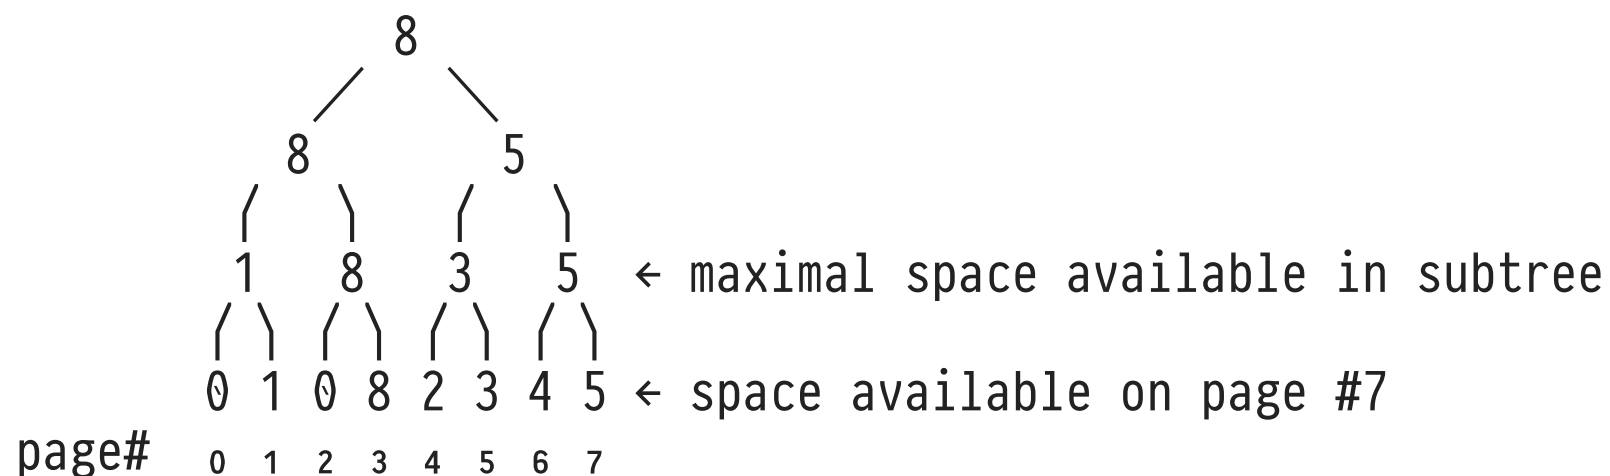 8
8 5
1 8 3 5 ← maximal space available in subtree
0 1 0 8 2 3 4 5 ← space available on page #7
page# 0 1 2 3 4 5 6 7